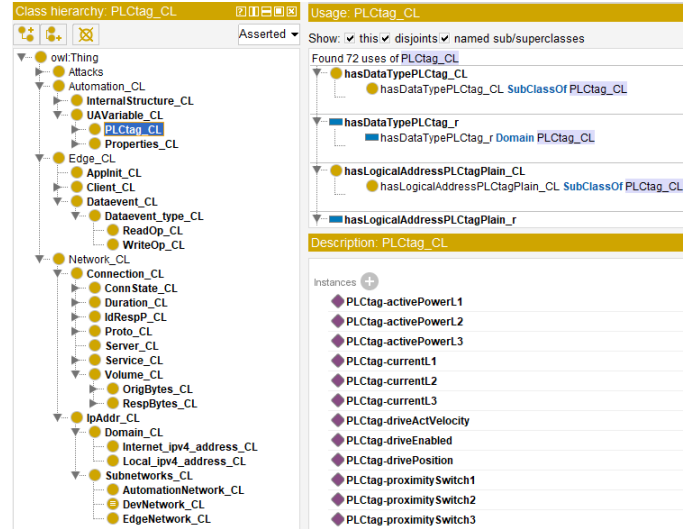 Class hierarchy: PLCtag_CL
Asserted
owl:Thing
Attacks
Automation_CL
InternalStructure_CL
UAVariable_CL
PLCtag_CL
Properties_CL
Edge_CL
AppInit_CL
Client_CL
Dataevent_CL
Dataevent_type_CL
ReadOp_CL
WriteOp_CL
Network_CL
Connection_CL
ConnState_CL
Duration_CL
IdRespP_CL
Proto_CL
Server_CL
Service_CL
Volume_CL
OrigBytes_CL
RespBytes_CL
IpAddr_CL
Domain_CL
Internet_ipv4_address_CL
Local_ipv4_address_CL
Subnetworks_CL
AutomationNetwork_CL
DevNetwork_CL
EdgeNetwork_CL
Usage: PLCtag_CL
Show: this disjoints named sub/superclasses
Found 72 uses of PLCtag_CL
hasDataTypePLCtag_CL
hasDataTypePLCtag_CL SubClassOf PLCtag_CL
hasDataTypePLCtag_r
hasDataTypePLCtag_r Domain PLCtag_CL
hasLogicalAddressPLCtagPlain_CL
hasLogicalAddressPLCtagPlain_CL SubClassOf PLCtag_CL
hasLogicalAddressPLCtagPlain_r
Description: PLCtag_CL
Instances
PLCtag-activePowerL1
PLCtag-activePowerL2
PLCtag-activePowerL3
PLCtag-currentL1
PLCtag-currentL2
PLCtag-currentL3
PLCtag-driveActVelocity
PLCtag-driveEnabled
PLCtag-drivePosition
PLCtag-proximitySwitch1
PLCtag-proximitySwitch2
PLCtag-proximitySwitch3